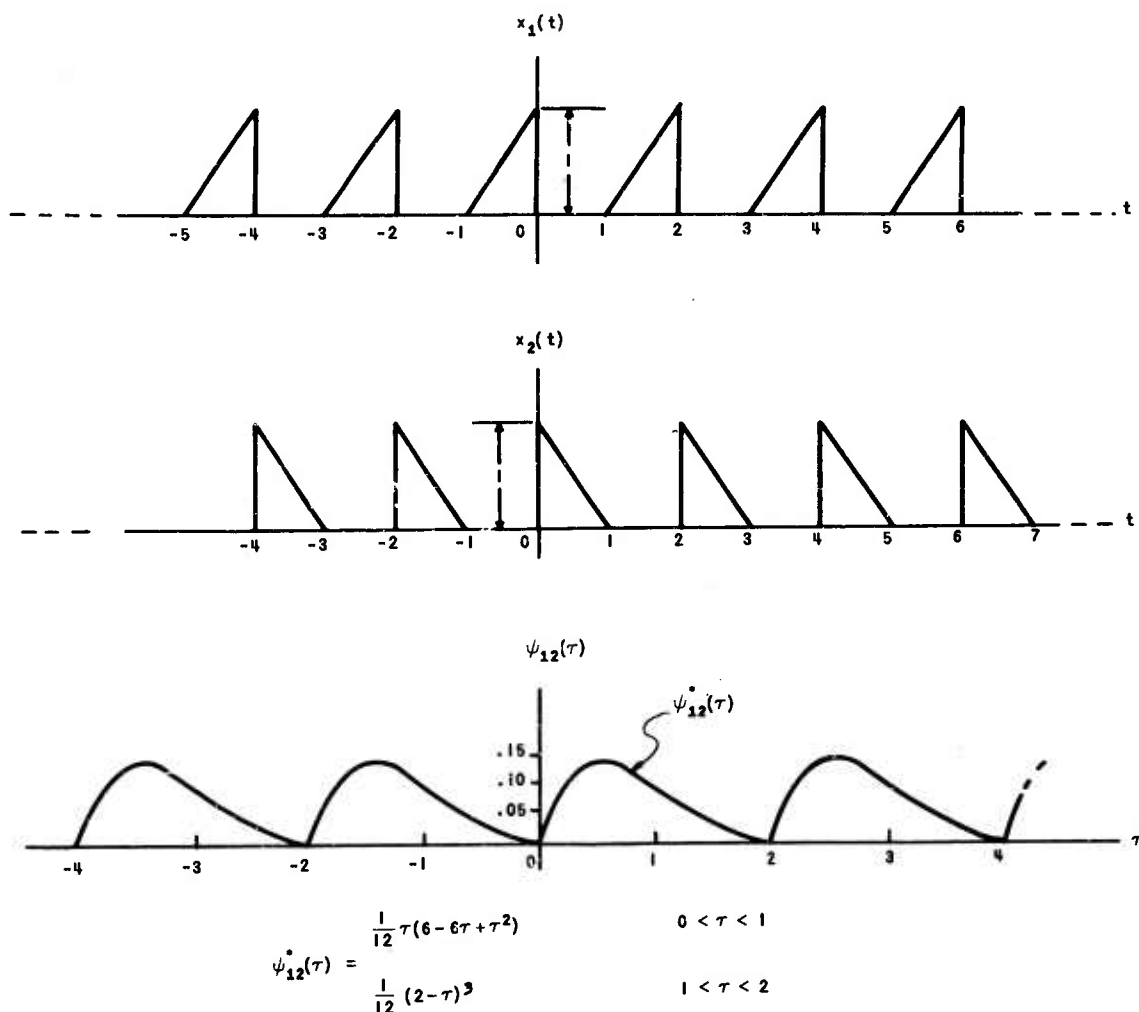 x₁(t)
t
-5 -4 -3 -2 -1 0 1 2 3 4 5 6
x₂(t)
t
-4 -3 -2 -1 0 1 2 3 4 5 6 7
ψ₁₂(τ)
ψ*₁₂(τ)
.15
.10
.05
τ
-4 -3 -2 -1 0 1 2 3 4
1/12 τ(6-6τ+τ²) 0 < τ < 1
ψ*₁₂(τ) =
1/12 (2-τ)³ 1 < τ < 2